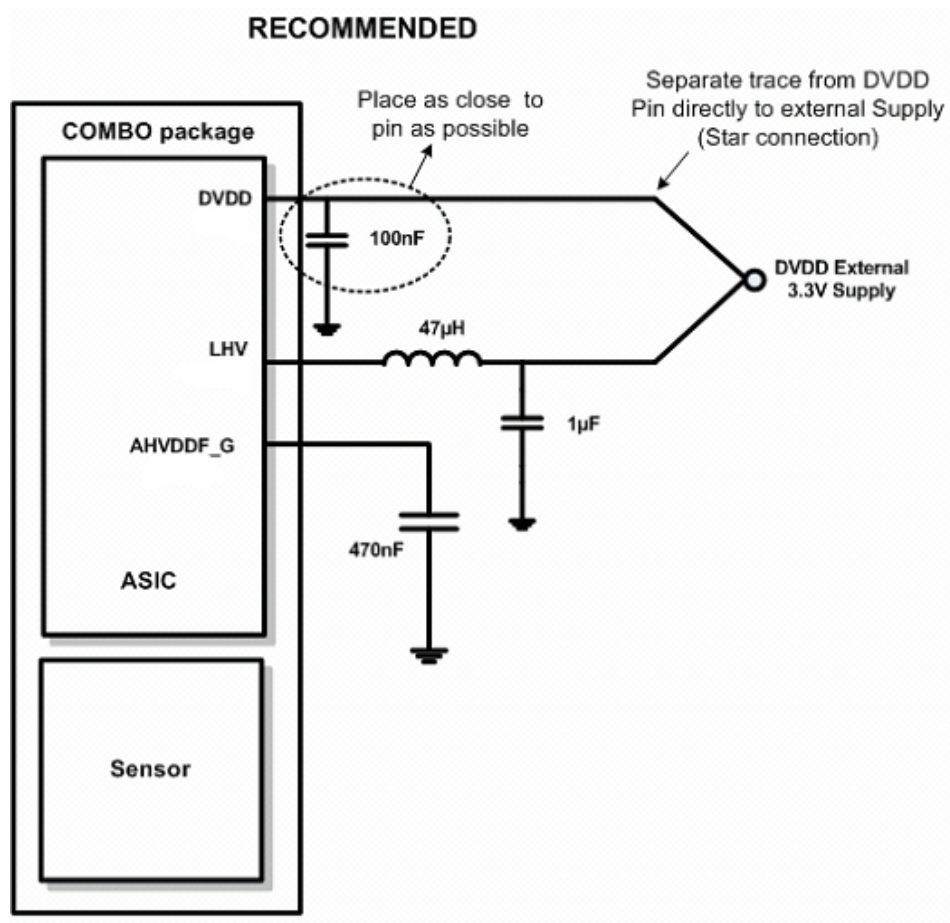 RECOMMENDED
Place as close to
pin as possible
Separate trace from DVDD
Pin directly to external Supply
(Star connection)
COMBO package
DVDD
100nF
DVDD External
3.3V Supply
47µH
LHV
1µF
AHVDDF_G
470nF
ASIC
Sensor